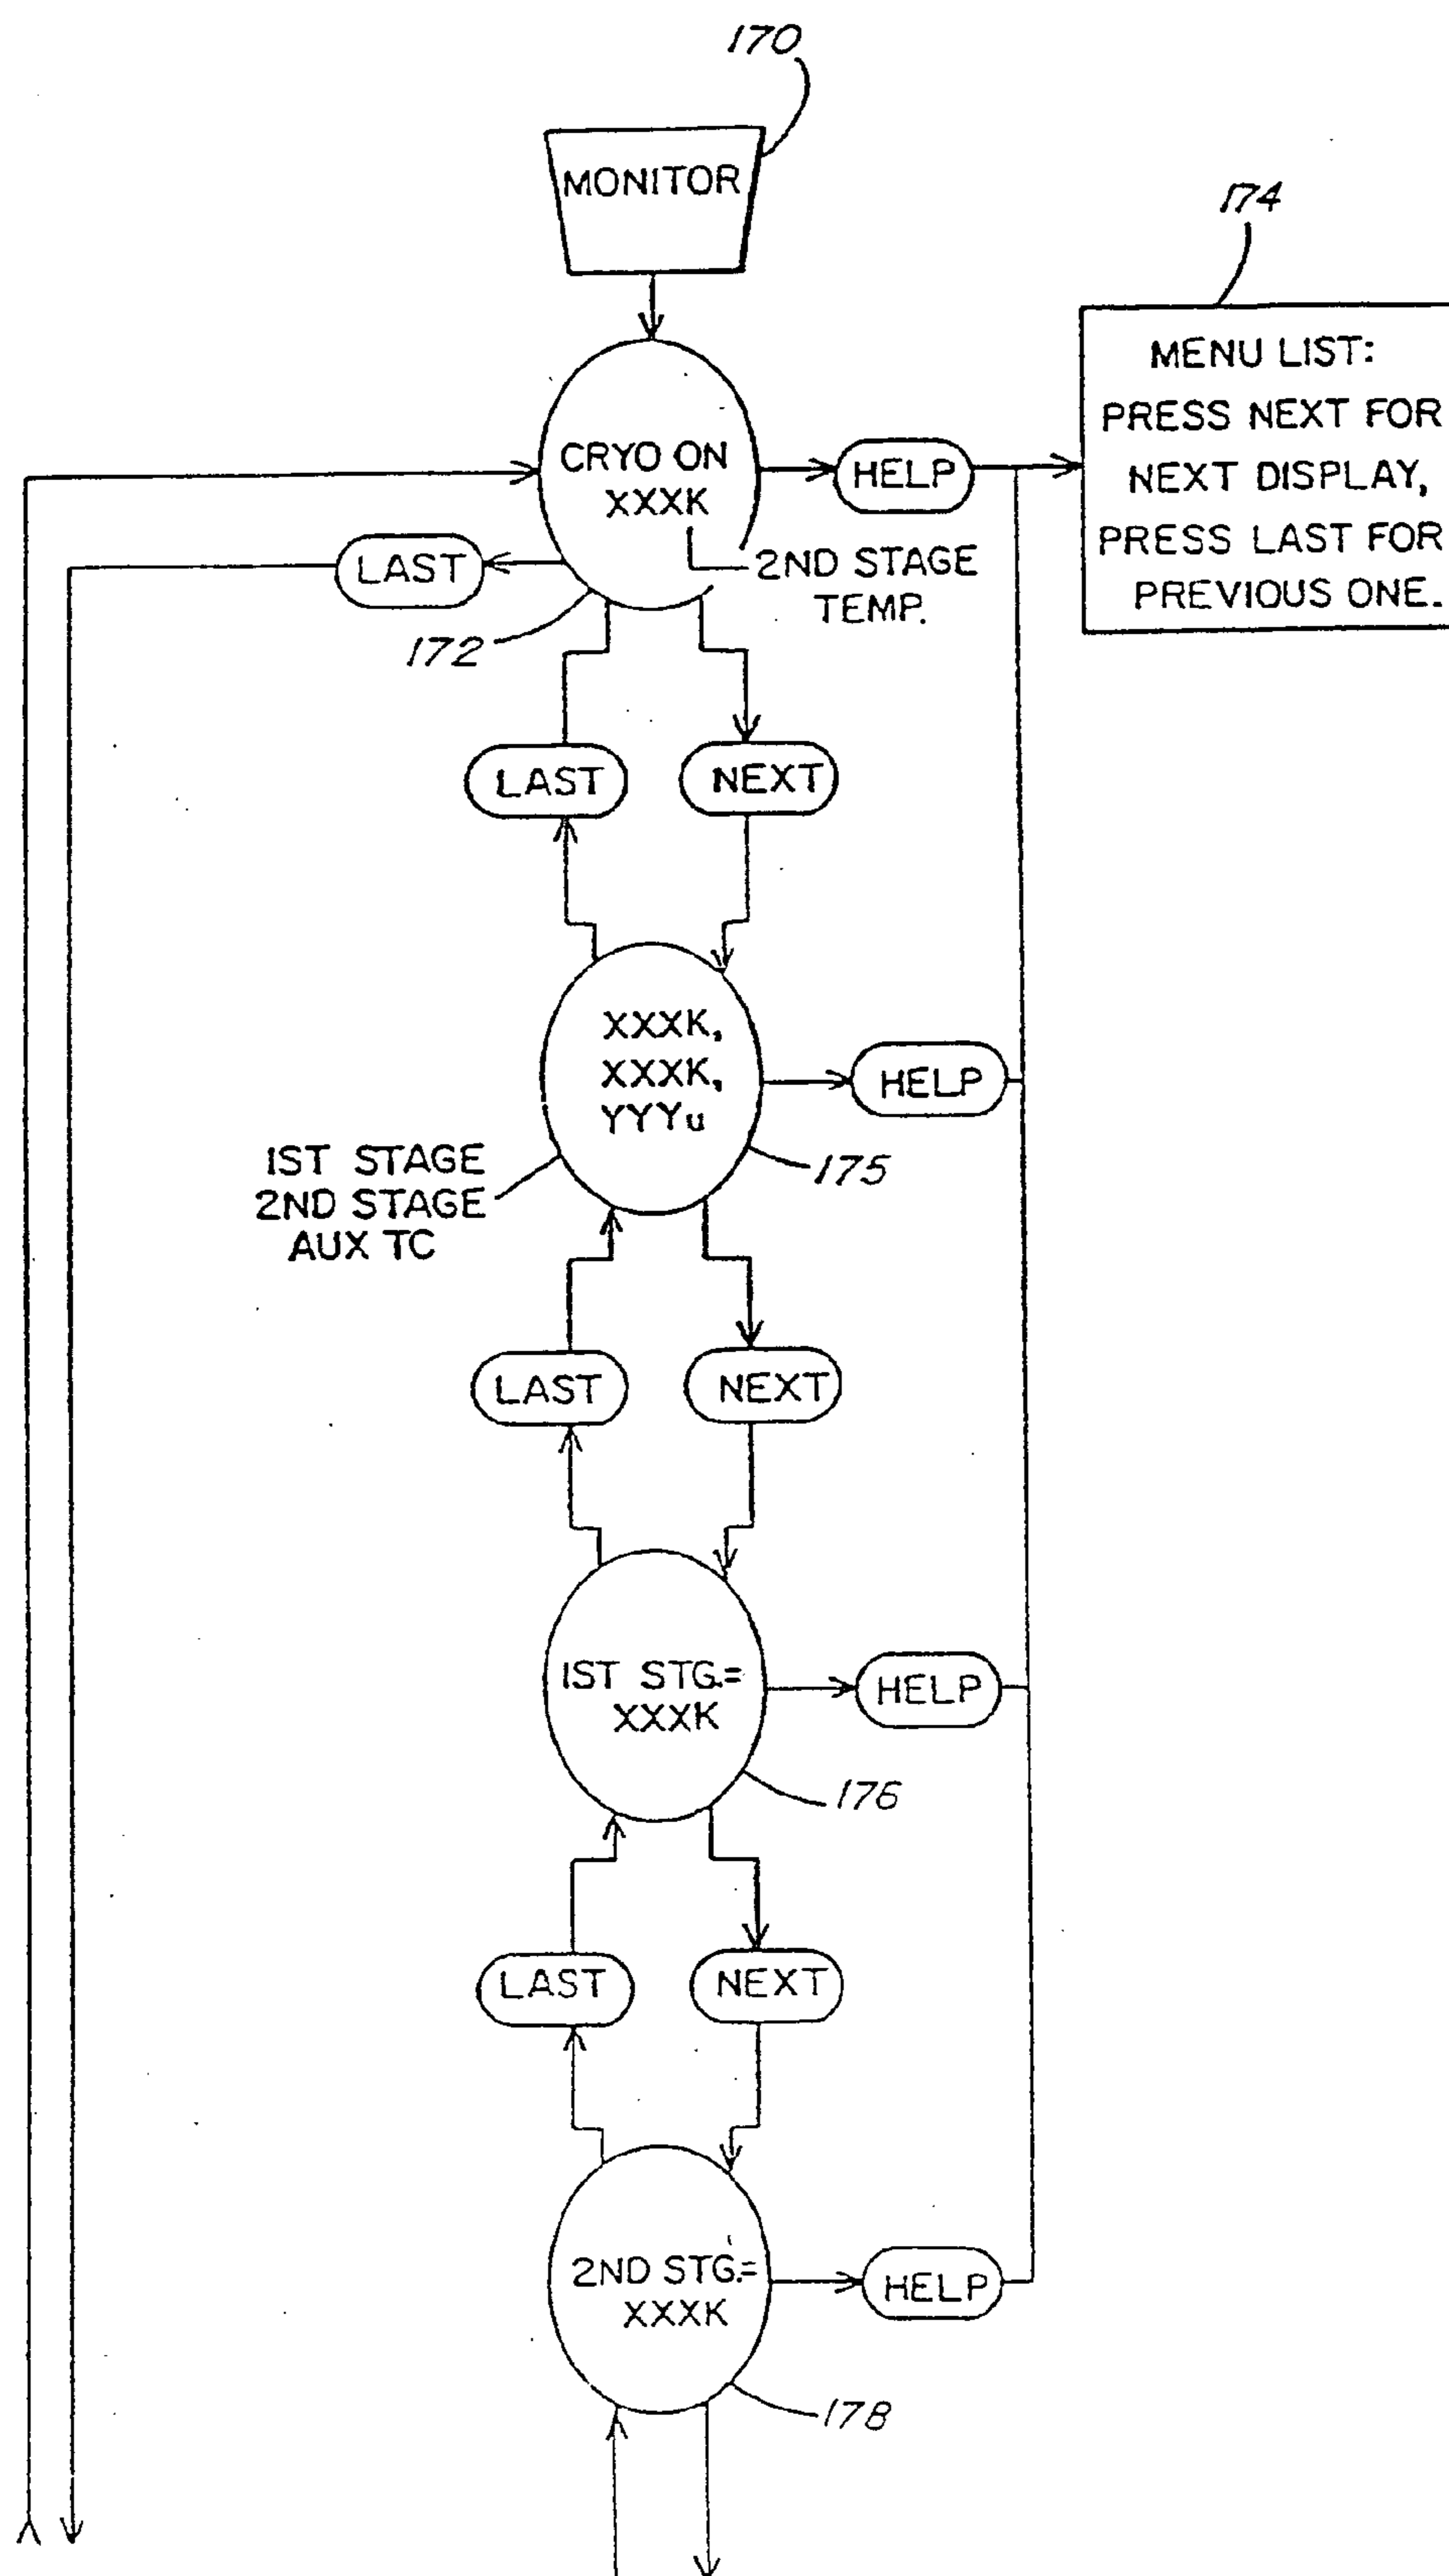 170
MONITOR
174
MENU LIST:
PRESS NEXT FOR
NEXT DISPLAY,
PRESS LAST FOR
PREVIOUS ONE.
CRYO ON
XXXK
HELP
LAST
2ND STAGE
TEMP.
172
LAST
NEXT
XXXK,
XXXK,
YYYu
HELP
1ST STAGE
2ND STAGE
AUX TC
175
LAST
NEXT
1ST STG.=
XXXK
HELP
176
LAST
NEXT
2ND STG.=
XXXK
HELP
178